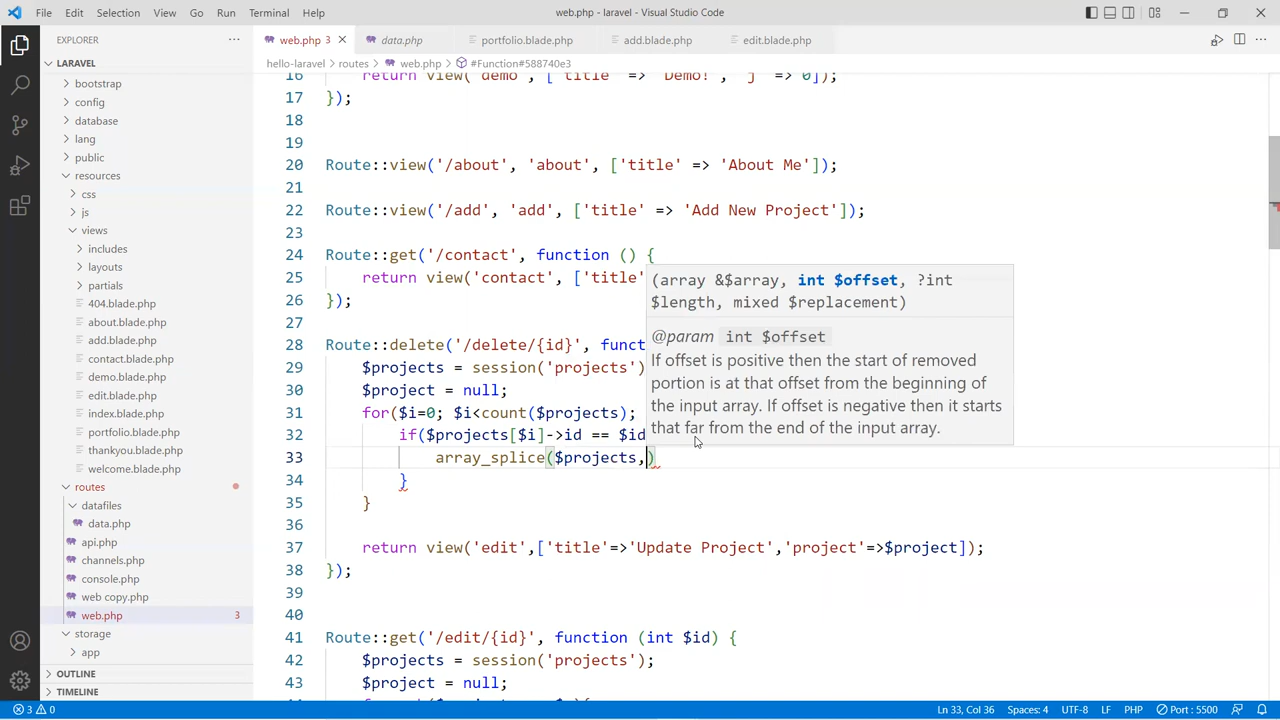 File Edit Selection View Go Run Terminal Help
web.php - laravel - Visual Studio Code
EXPLORER
web.php 3
data.php
portfolio.blade.php
add.blade.php
edit.blade.php
LARAVEL
hello-laravel > routes > web.php > #Function#588740e3
bootstrap
config
database
lang
public
resources
css
js
views
includes
layouts
partials
404.blade.php
about.blade.php
add.blade.php
contact.blade.php
demo.blade.php
edit.blade.php
index.blade.php
portfolio.blade.php
thankyou.blade.php
welcome.blade.php
routes
datafiles
data.php
api.php
channels.php
console.php
web copy.php
web.php 3
storage
app
OUTLINE
TIMELINE
16 return view('demo', ['title' => 'Demo!', 'j' => 0]);
17 });
18
19
20 Route::view('/about', 'about', ['title' => 'About Me']);
21
22 Route::view('/add', 'add', ['title' => 'Add New Project']);
23
24 Route::get('/contact', function () {
25 return view('contact', ['title'
26 });
27
28 Route::delete('/delete/{id}', funct
29 $projects = session('projects')
30 $project = null;
31 for($i=0; $i<count($projects);
32 if($projects[$i]->id == $id
33 array_splice($projects,)
34 }
35 }
36
37 return view('edit',['title'=>'Update Project','project'=>$project]);
38 });
39
40
41 Route::get('/edit/{id}', function (int $id) {
42 $projects = session('projects');
43 $project = null;
(array &$array, int $offset, ?int
$length, mixed $replacement)
@param int $offset
If offset is positive then the start of removed
portion is at that offset from the beginning of
the input array. If offset is negative then it starts
that far from the end of the input array.
3 0
Ln 33, Col 36 Spaces: 4 UTF-8 LF PHP Port : 5500